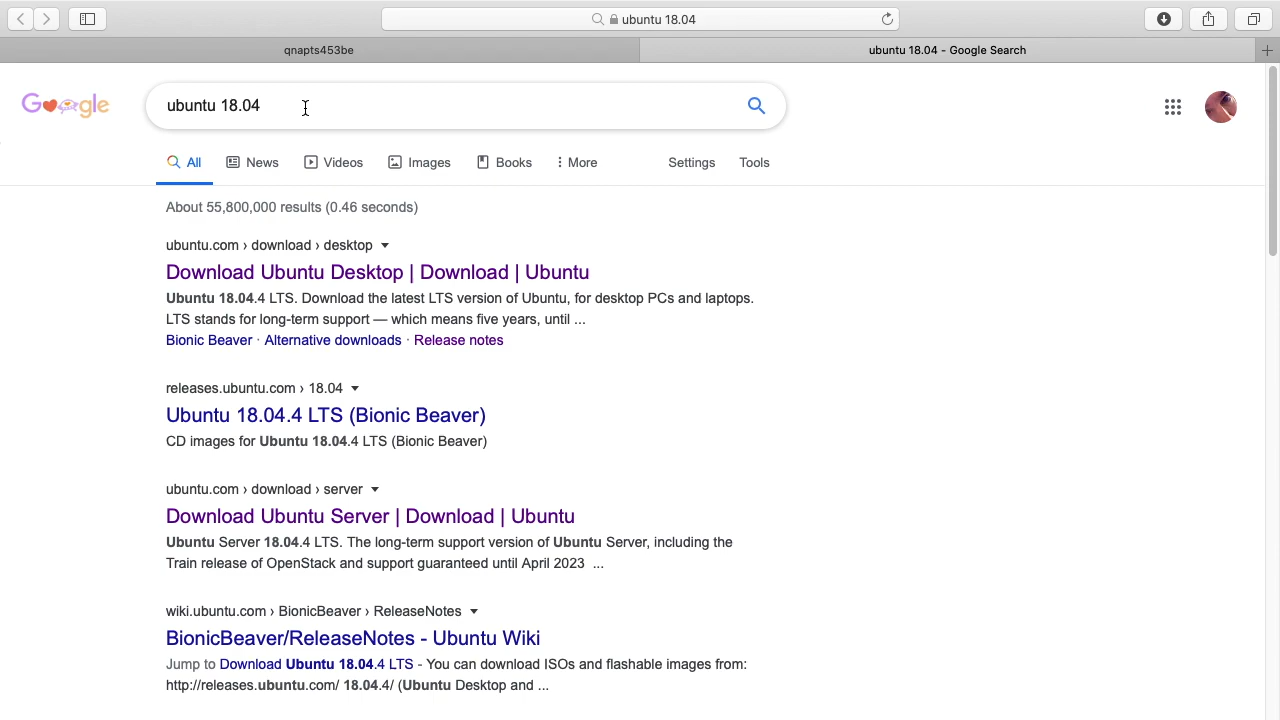 ubuntu 18.04
qnapts453be
ubuntu 18.04 - Google Search
Google
ubuntu 18.04
All News Videos Images Books More Settings Tools
About 55,800,000 results (0.46 seconds)
ubuntu.com › download › desktop
Download Ubuntu Desktop | Download | Ubuntu
Ubuntu 18.04.4 LTS. Download the latest LTS version of Ubuntu, for desktop PCs and laptops.
LTS stands for long-term support — which means five years, until ...
Bionic Beaver · Alternative downloads · Release notes
releases.ubuntu.com › 18.04
Ubuntu 18.04.4 LTS (Bionic Beaver)
CD images for Ubuntu 18.04.4 LTS (Bionic Beaver)
ubuntu.com › download › server
Download Ubuntu Server | Download | Ubuntu
Ubuntu Server 18.04.4 LTS. The long-term support version of Ubuntu Server, including the
Train release of OpenStack and support guaranteed until April 2023 ...
wiki.ubuntu.com › BionicBeaver › ReleaseNotes
BionicBeaver/ReleaseNotes - Ubuntu Wiki
Jump to Download Ubuntu 18.04.4 LTS - You can download ISOs and flashable images from:
http://releases.ubuntu.com/ 18.04.4/ (Ubuntu Desktop and ...